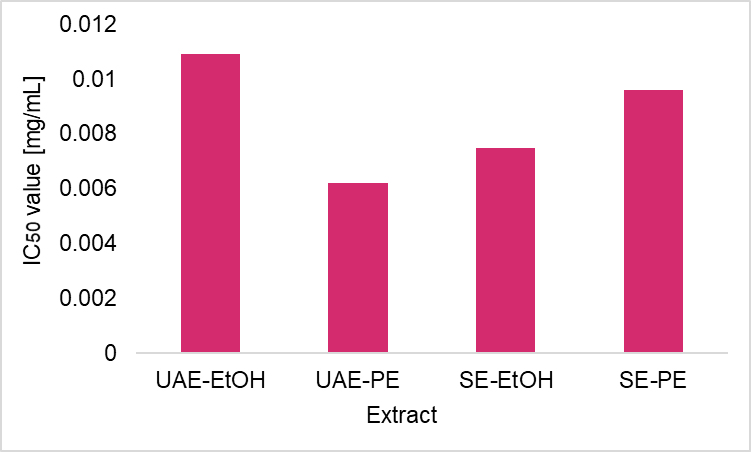 IC50 value [mg/mL]
0.012
0.01
0.008
0.006
0.004
0.002
0
UAE-EtOH UAE-PE SE-EtOH SE-PE
Extract